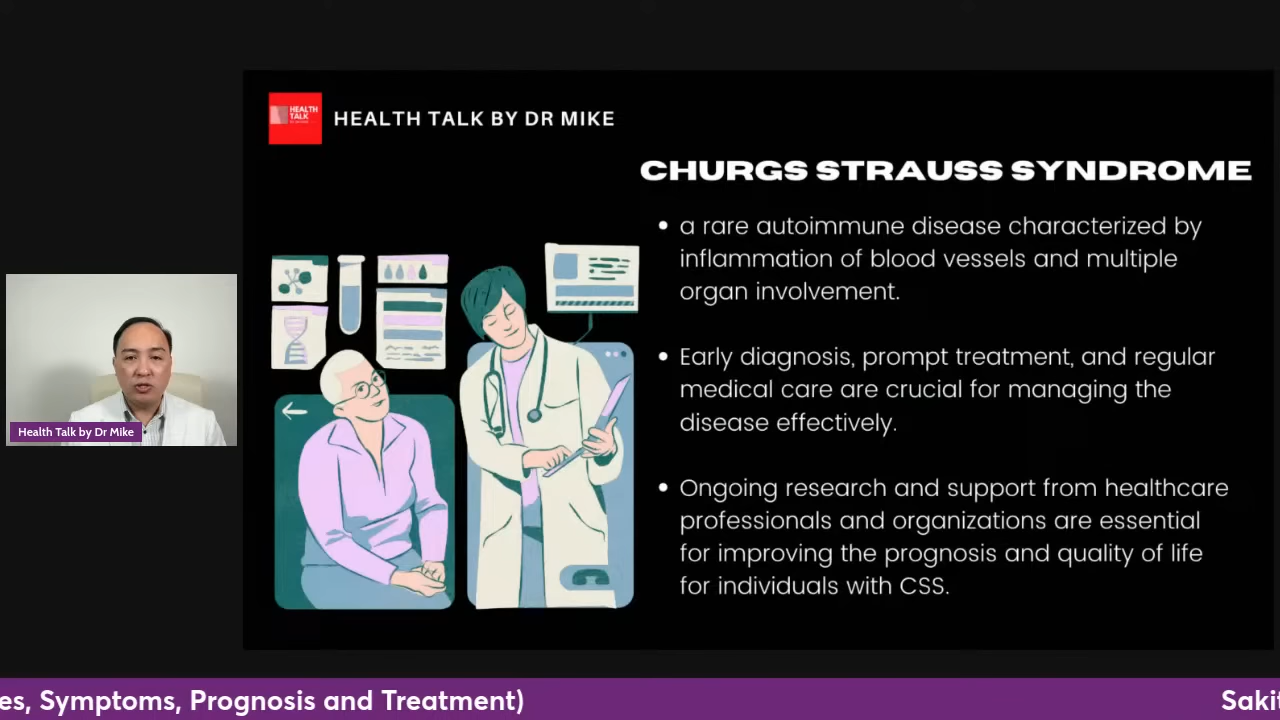 HEALTH
TALK
HEALTH TALK BY DR MIKE
CHURGS STRAUSS SYNDROME
• a rare autoimmune disease characterized by
inflammation of blood vessels and multiple
organ involvement.
• Early diagnosis, prompt treatment, and regular
medical care are crucial for managing the
disease effectively.
• Ongoing research and support from healthcare
professionals and organizations are essential
for improving the prognosis and quality of life
for individuals with CSS.
Health Talk by Dr Mike
es, Symptoms, Prognosis and Treatment)
Sakit